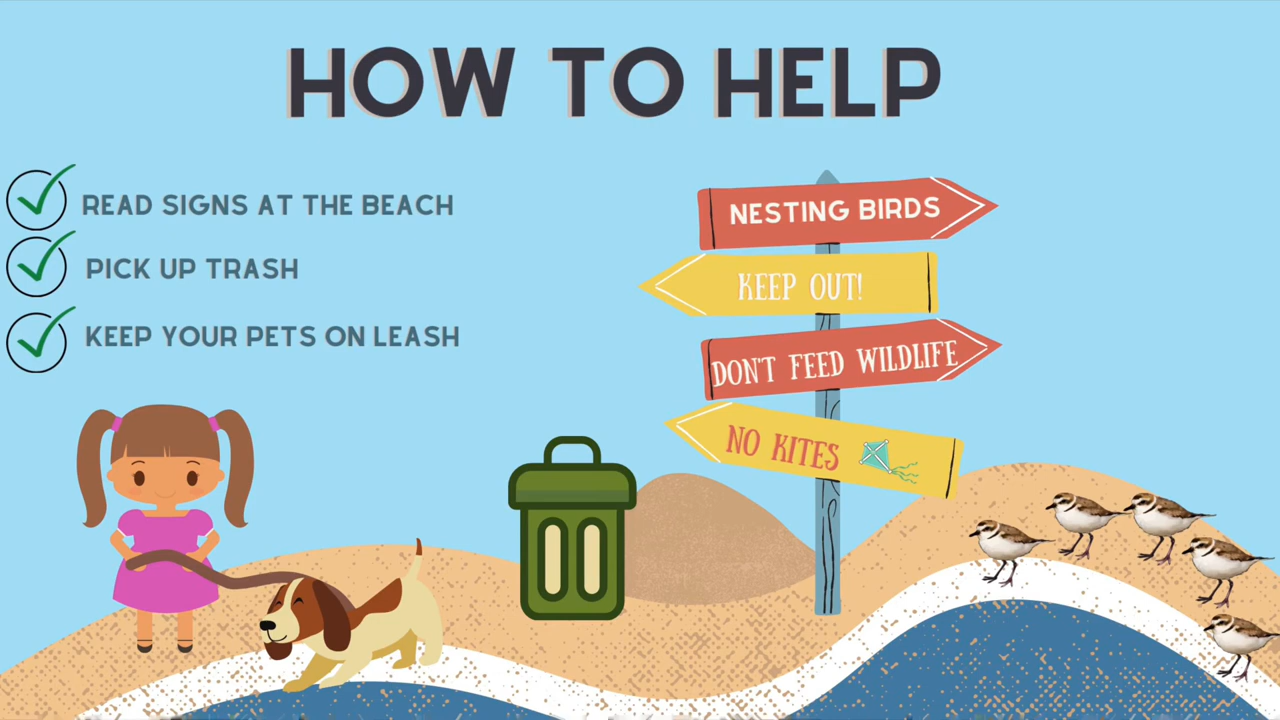 HOW TO HELP
READ SIGNS AT THE BEACH
PICK UP TRASH
KEEP YOUR PETS ON LEASH
NESTING BIRDS
KEEP OUT!
DON'T FEED WILDLIFE
NO KITES